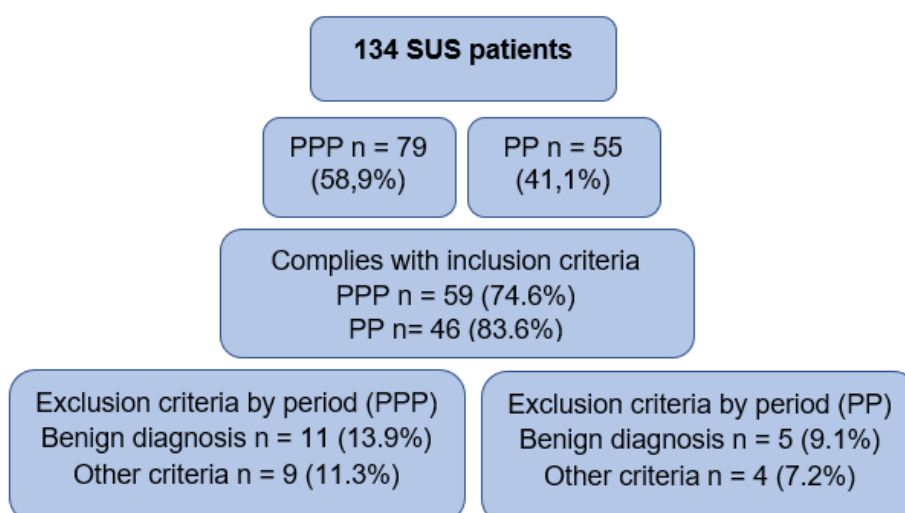 134 SUS patients
PPP n = 79
(58,9%)
PP n = 55
(41,1%)
Complies with inclusion criteria
PPP n = 59 (74.6%)
PP n= 46 (83.6%)
Exclusion criteria by period (PPP)
Benign diagnosis n = 11 (13.9%)
Other criteria n = 9 (11.3%)
Exclusion criteria by period (PP)
Benign diagnosis n = 5 (9.1%)
Other criteria n = 4 (7.2%)